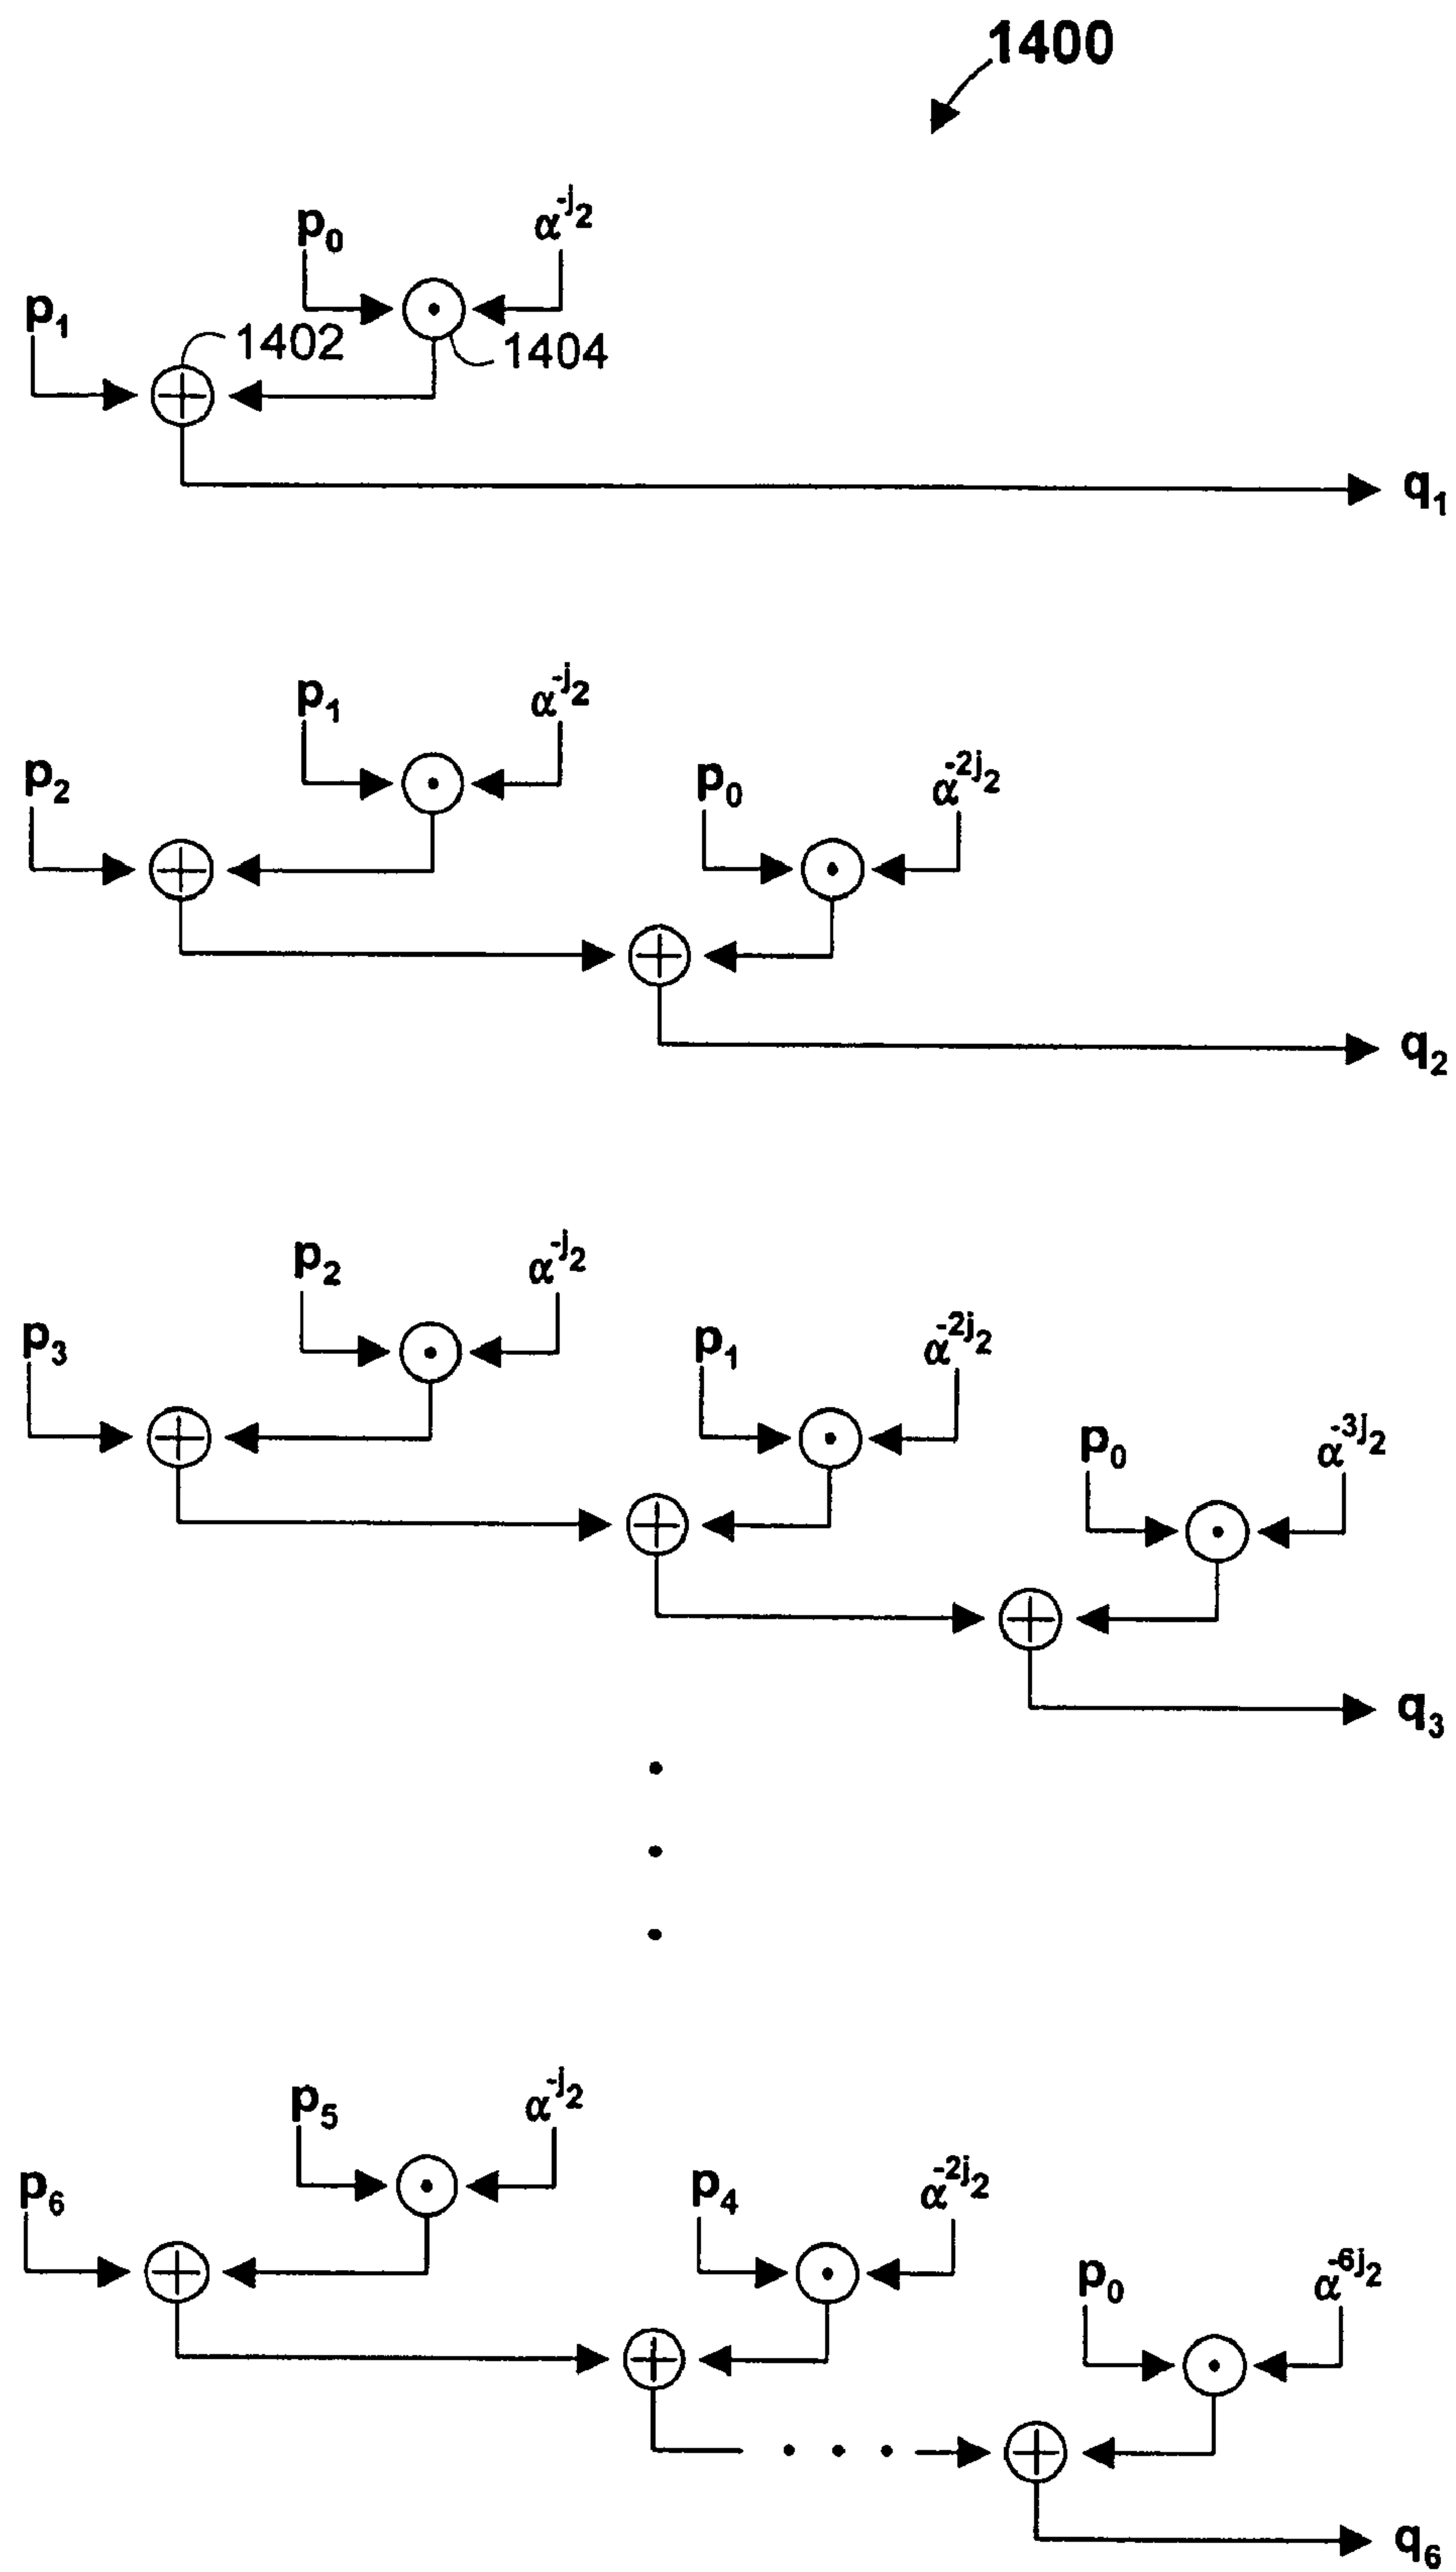 1400
p₀ α^-j₂
p₁ 1402 1404
q₁
p₁ α^-j₂
p₂ p₀ α^-2j₂
q₂
p₂ α^-j₂
p₃ p₁ α^-2j₂
p₀ α^-3j₂
q₃
p₅ α^-j₂
p₆ p₄ α^-2j₂
p₀ α^-6j₂
q₆